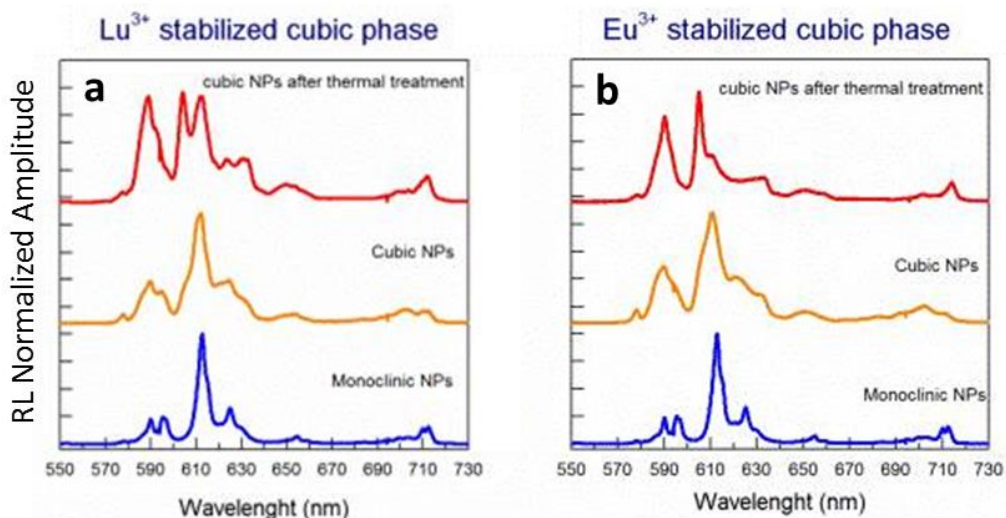 Lu³⁺ stabilized cubic phase
Eu³⁺ stabilized cubic phase
RL Normalized Amplitude
a
cubic NPs after thermal treatment
Cubic NPs
Monoclinic NPs
550 570 590 610 630 650 670 690 710 730
Wavelenght (nm)
b
cubic NPs after thermal treatment
Cubic NPs
Monoclinic NPs
550 570 590 610 630 650 670 690 710 730
Wavelenght (nm)